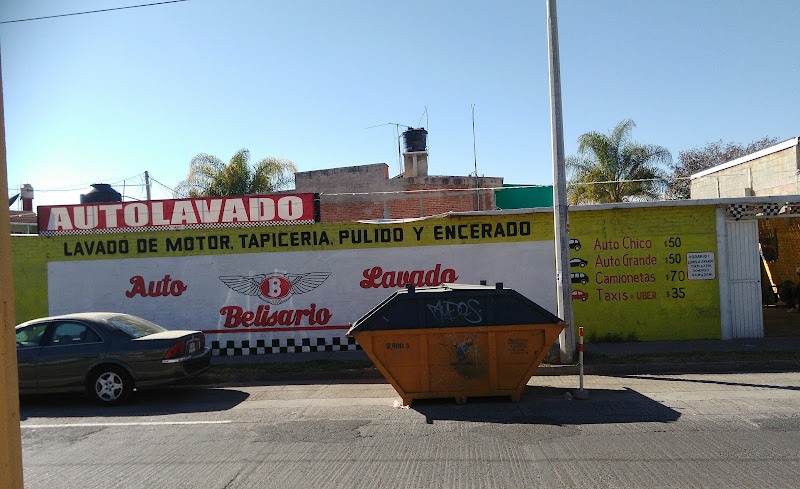 AUTOLAVADO
LAVADO DE MOTOR, TAPICERIA, PULIDO Y ENCERADO
Auto
B
Lavado
Belisario
Auto Chico $50
Auto Grande $50
Camionetas $70
Taxis - UBER $35
HORARIO: